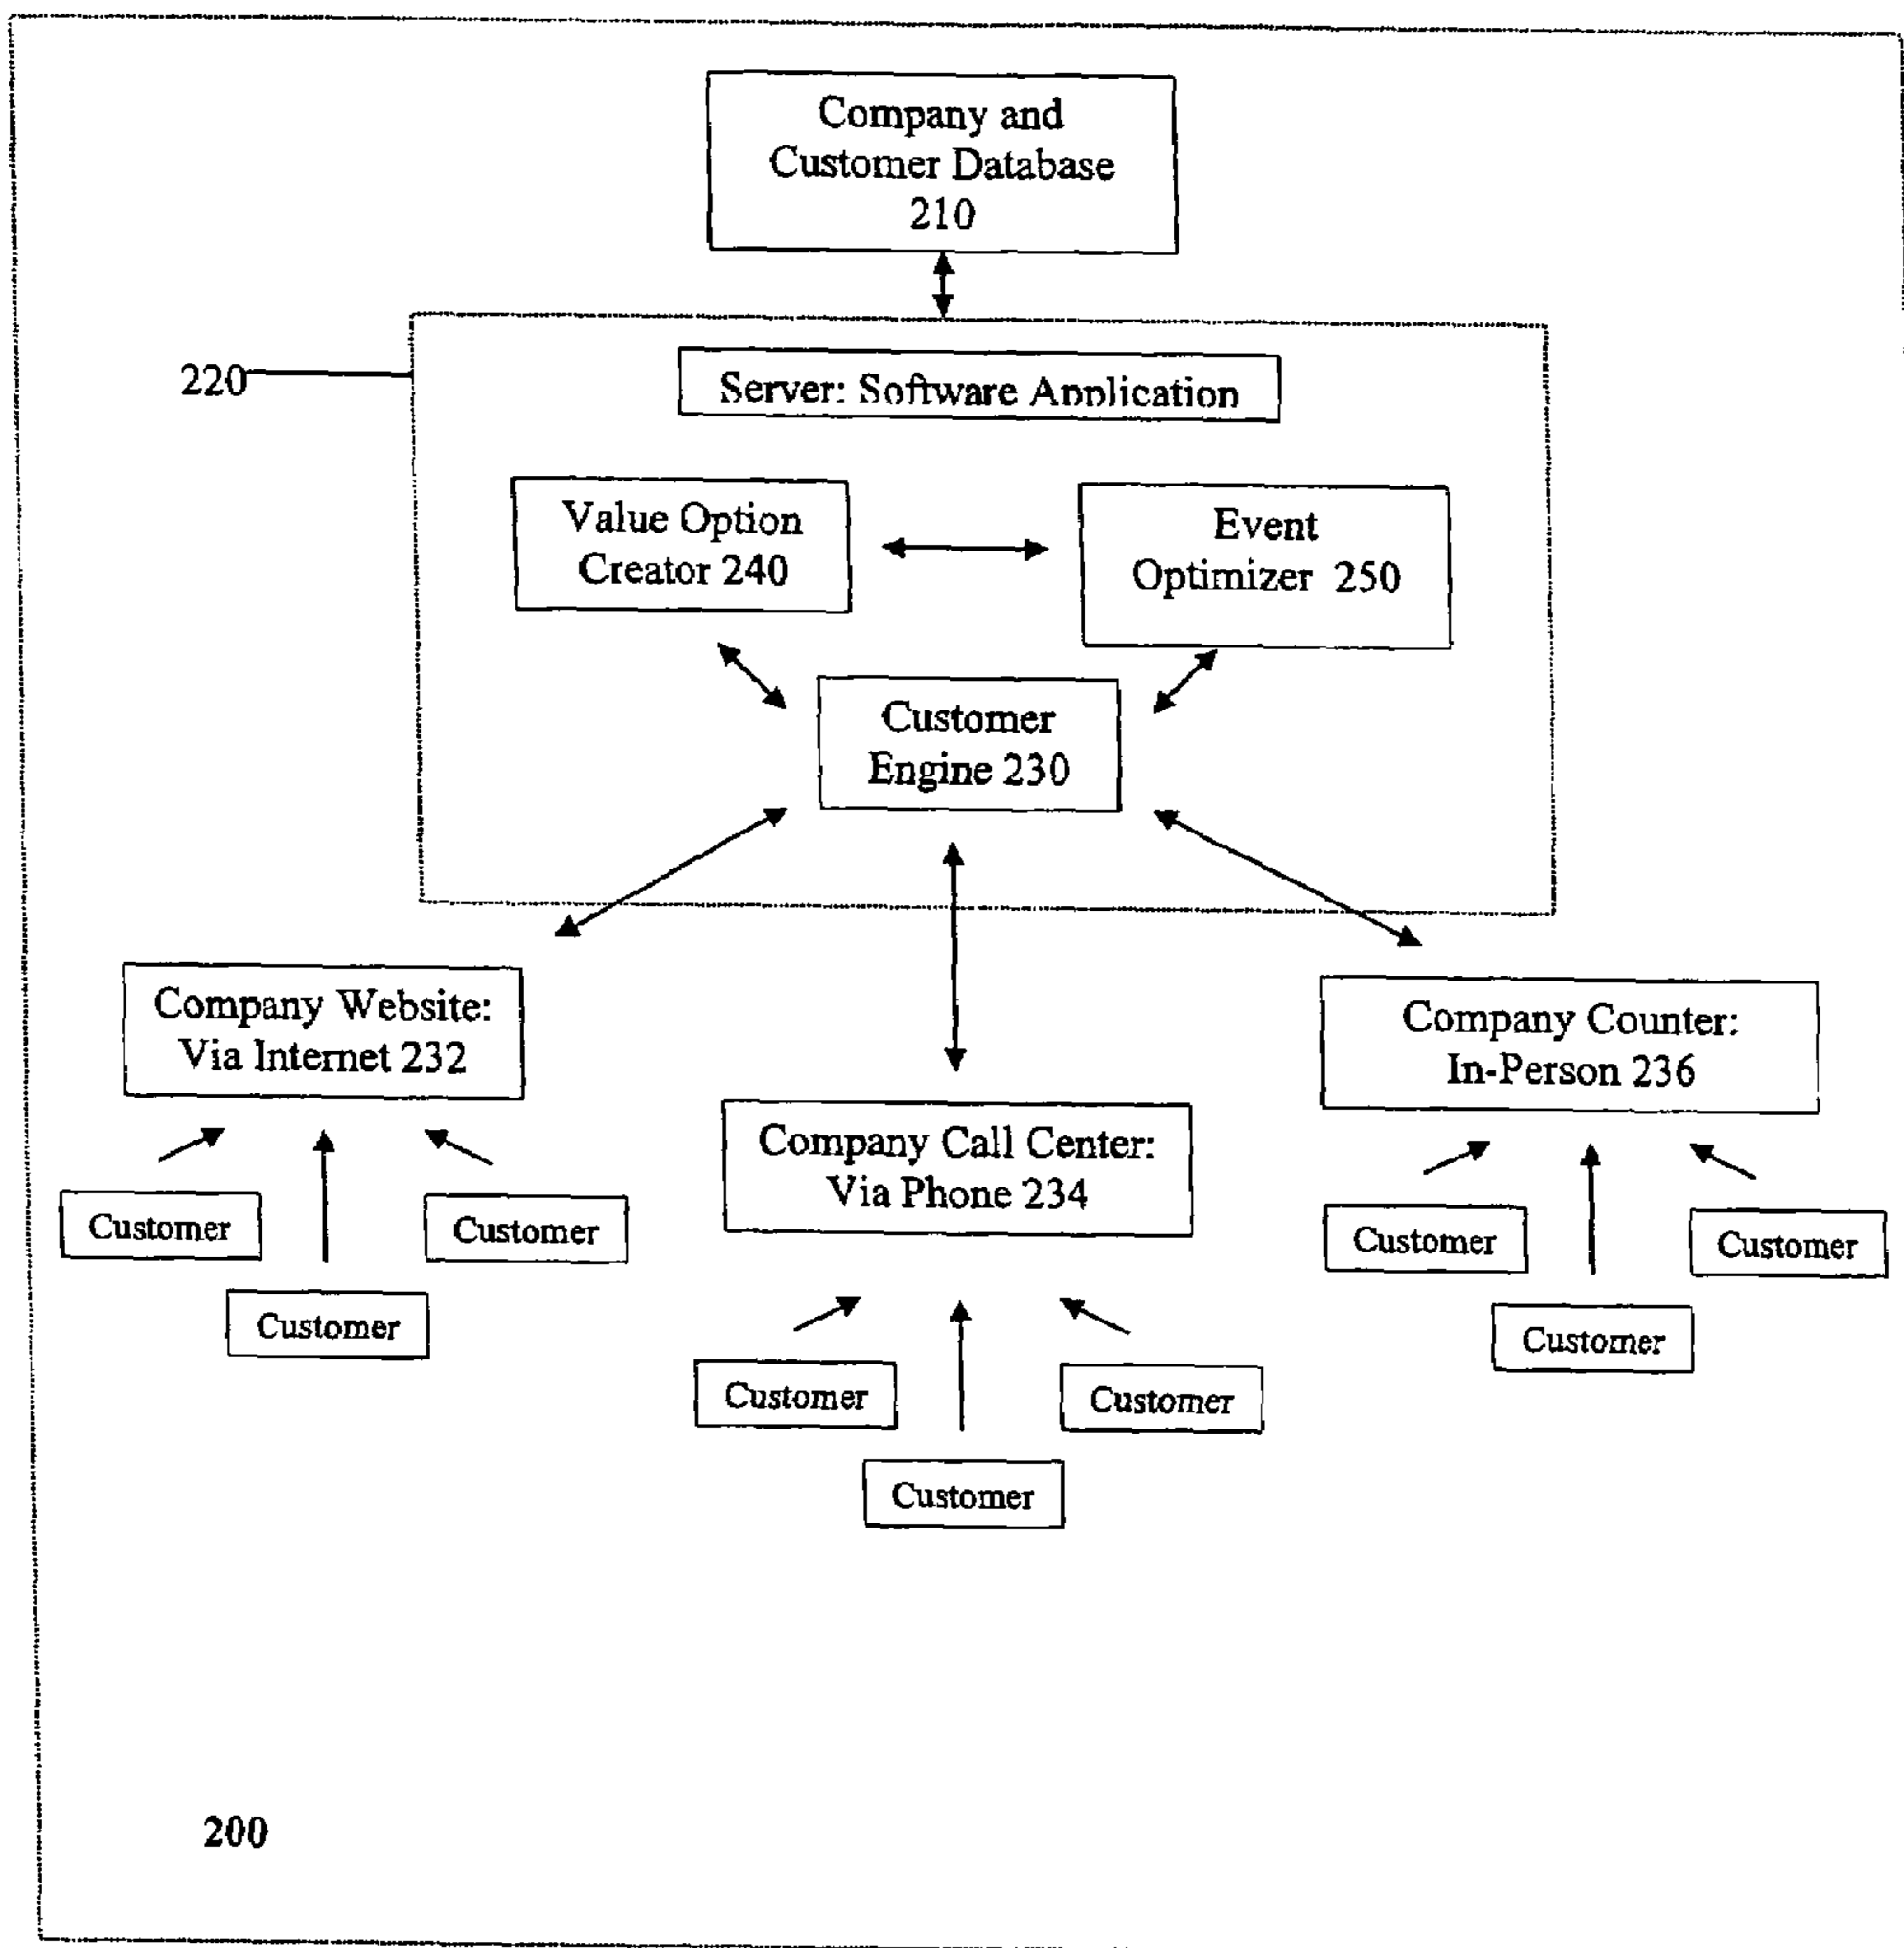 Company and
Customer Database
210
220
Server: Software Application
Value Option
Creator 240
Event
Optimizer 250
Customer
Engine 230
Company Website:
Via Internet 232
Company Call Center:
Via Phone 234
Company Counter:
In-Person 236
Customer
Customer
Customer
Customer
Customer
Customer
Customer
Customer
Customer
200